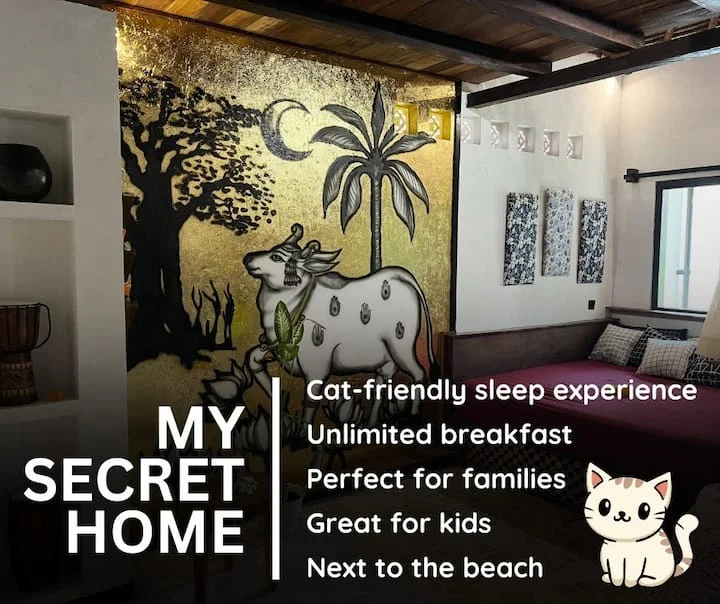 MY
SECRET
HOME
Cat-friendly sleep experience
Unlimited breakfast
Perfect for families
Great for kids
Next to the beach